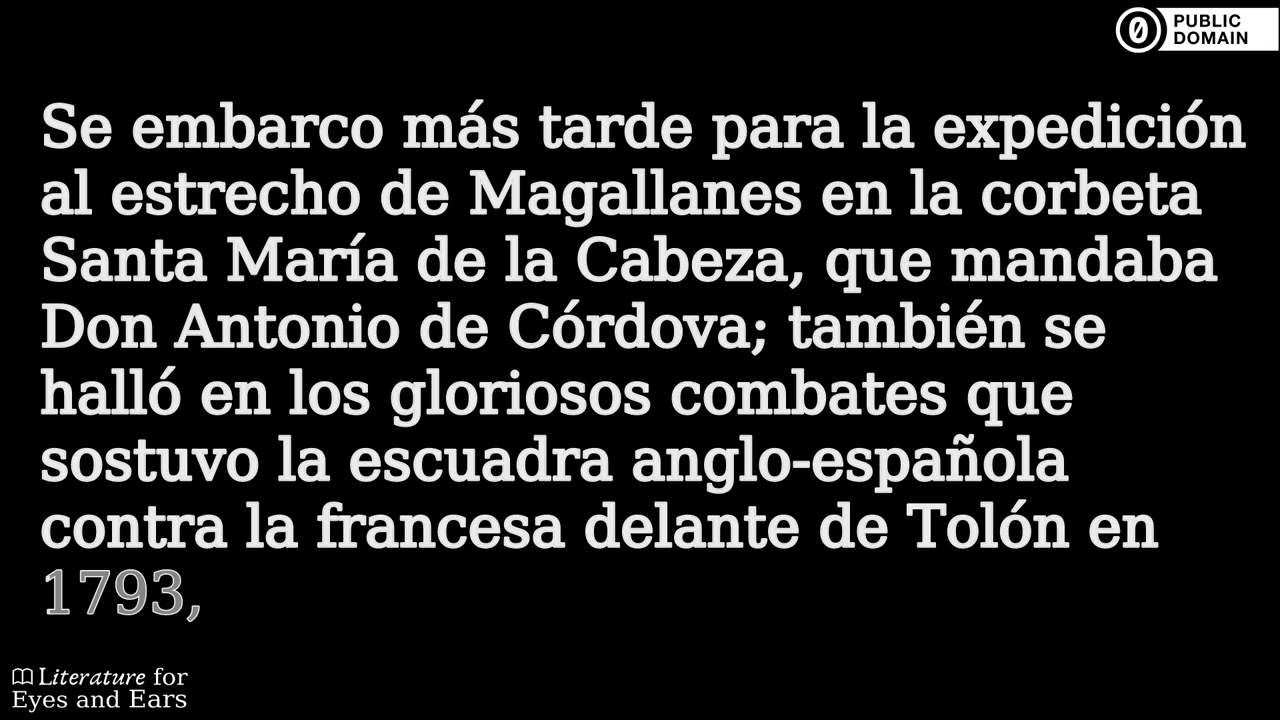 PUBLIC
DOMAIN
Se embarco más tarde para la expedición
al estrecho de Magallanes en la corbeta
Santa María de la Cabeza, que mandaba
Don Antonio de Córdova; también se
halló en los gloriosos combates que
sostuvo la escuadra anglo-española
contra la francesa delante de Tolón en
1793,
Literature for
Eyes and Ears